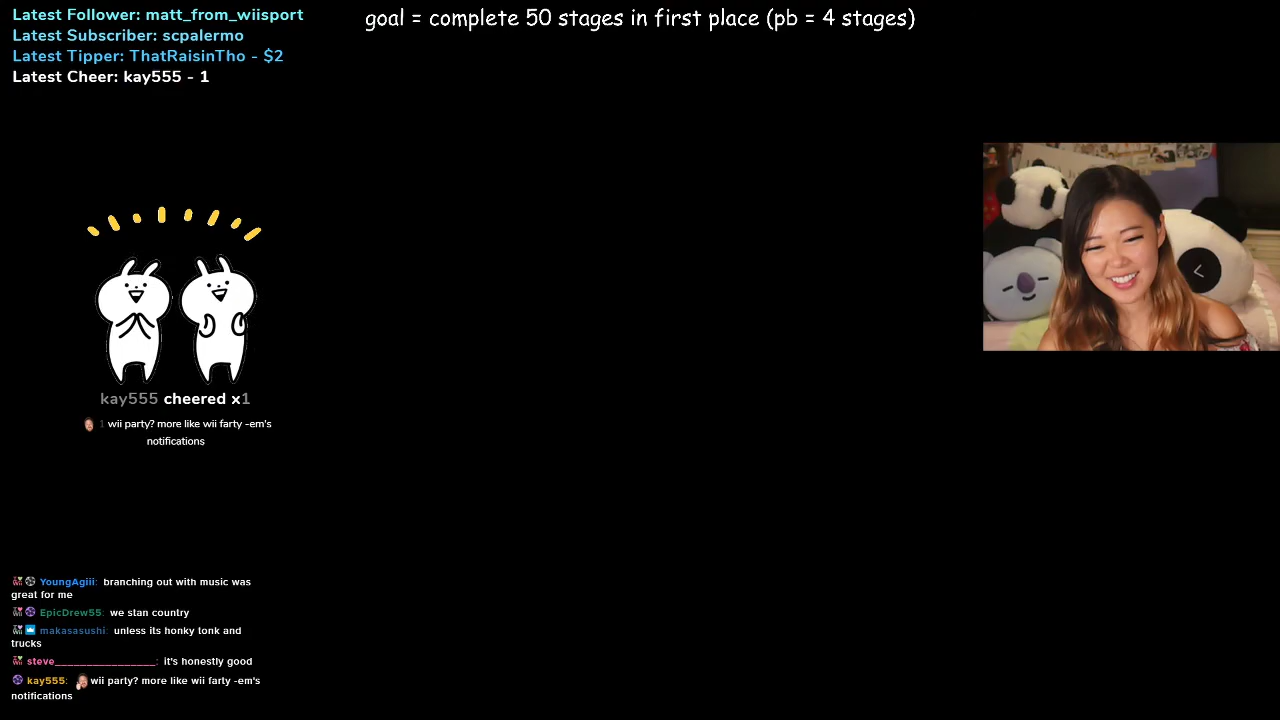 Latest Follower: matt_from_wiisport
Latest Subscriber: scpalermo
Latest Tipper: ThatRaisinTho - $2
Latest Cheer: kay555 - 1
goal = complete 50 stages in first place (pb = 4 stages)
kay555 cheered x1
1 wii party? more like wii farty -em's
notifications
YoungAgiii: branching out with music was
great for me
EpicDrew55: we stan country
makasasushi: unless its honky tonk and
trucks
steve________________: it's honestly good
kay555: wii party? more like wii farty -em's
notifications